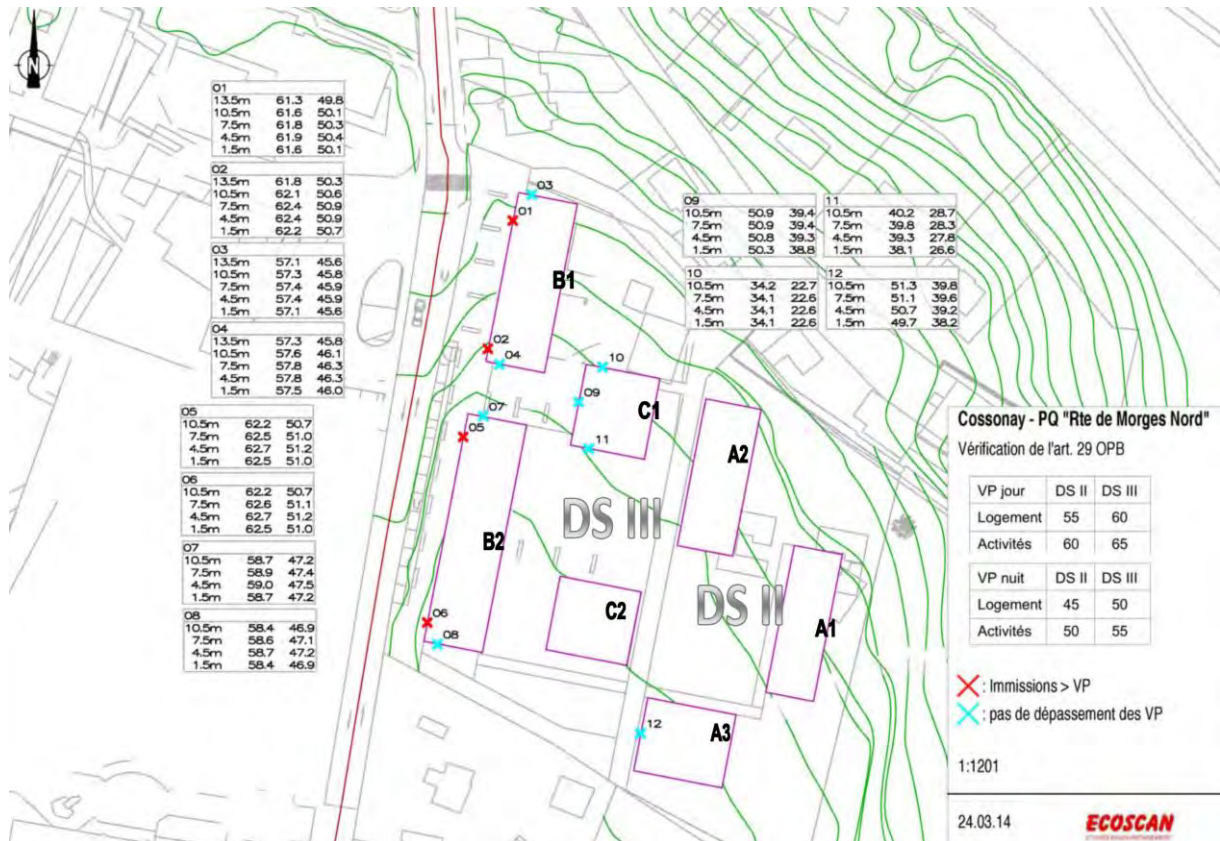 N
01
13.5m 61.3 49.8
10.5m 61.6 50.1
7.5m 61.8 50.3
4.5m 61.9 50.4
1.5m 61.6 50.1
02
13.5m 61.8 50.3
10.5m 62.1 50.6
7.5m 62.4 50.9
4.5m 62.4 50.9
1.5m 62.2 50.7
03
13.5m 57.1 45.6
10.5m 57.3 45.8
7.5m 57.4 45.9
4.5m 57.4 45.9
1.5m 57.1 45.6
04
13.5m 57.3 45.8
10.5m 57.6 46.1
7.5m 57.8 46.3
4.5m 57.8 46.3
1.5m 57.5 46.0
05
10.5m 62.2 50.7
7.5m 62.5 51.0
4.5m 62.7 51.2
1.5m 62.5 51.0
06
10.5m 62.2 50.7
7.5m 62.6 51.1
4.5m 62.7 51.2
1.5m 62.5 51.0
07
10.5m 58.7 47.2
7.5m 58.9 47.4
4.5m 59.0 47.5
1.5m 58.7 47.2
08
10.5m 58.4 46.9
7.5m 58.6 47.1
4.5m 58.7 47.2
1.5m 58.4 46.9
09
10.5m 50.9 39.4
7.5m 50.9 39.4
4.5m 50.8 39.3
1.5m 50.3 38.8
11
10.5m 40.2 28.7
7.5m 39.8 28.3
4.5m 39.3 27.8
1.5m 38.1 26.6
10
10.5m 34.2 22.7
7.5m 34.1 22.6
4.5m 34.1 22.6
1.5m 34.1 22.6
12
10.5m 51.3 39.8
7.5m 51.1 39.6
4.5m 50.7 39.2
1.5m 49.7 38.2
03
01
B1
02
04
10
09
C1
07
05
11
A2
DS III
B2
C2
DS II
A1
06
08
12
A3
Cossonay - PQ "Rte de Morges Nord"
Vérification de l'art. 29 OPB
VP jour DS II DS III
Logement 55 60
Activités 60 65
VP nuit DS II DS III
Logement 45 50
Activités 50 55
: Immissions > VP
: pas de dépassement des VP
1:1201
24.03.14
ECOSCAN